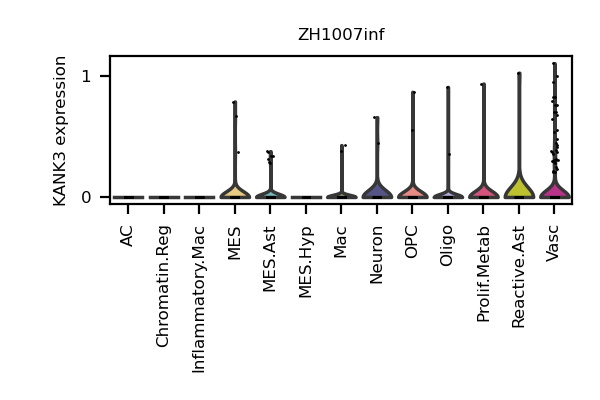 ZH1007inf
KANK3 expression
1
0
AC
Chromatin.Reg
Inflammatory.Mac
MES
MES.Ast
MES.Hyp
Mac
Neuron
OPC
Oligo
Prolif.Metab
Reactive.Ast
Vasc